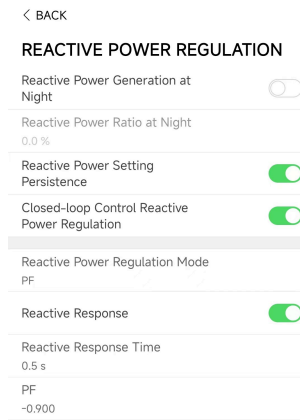 BACK
REACTIVE POWER REGULATION
Reactive Power Generation at
Night
Reactive Power Ratio at Night
0.0 %
Reactive Power Setting
Persistence
Closed-loop Control Reactive
Power Regulation
Reactive Power Regulation Mode
PF
Reactive Response
Reactive Response Time
0.5 s
PF
-0.900